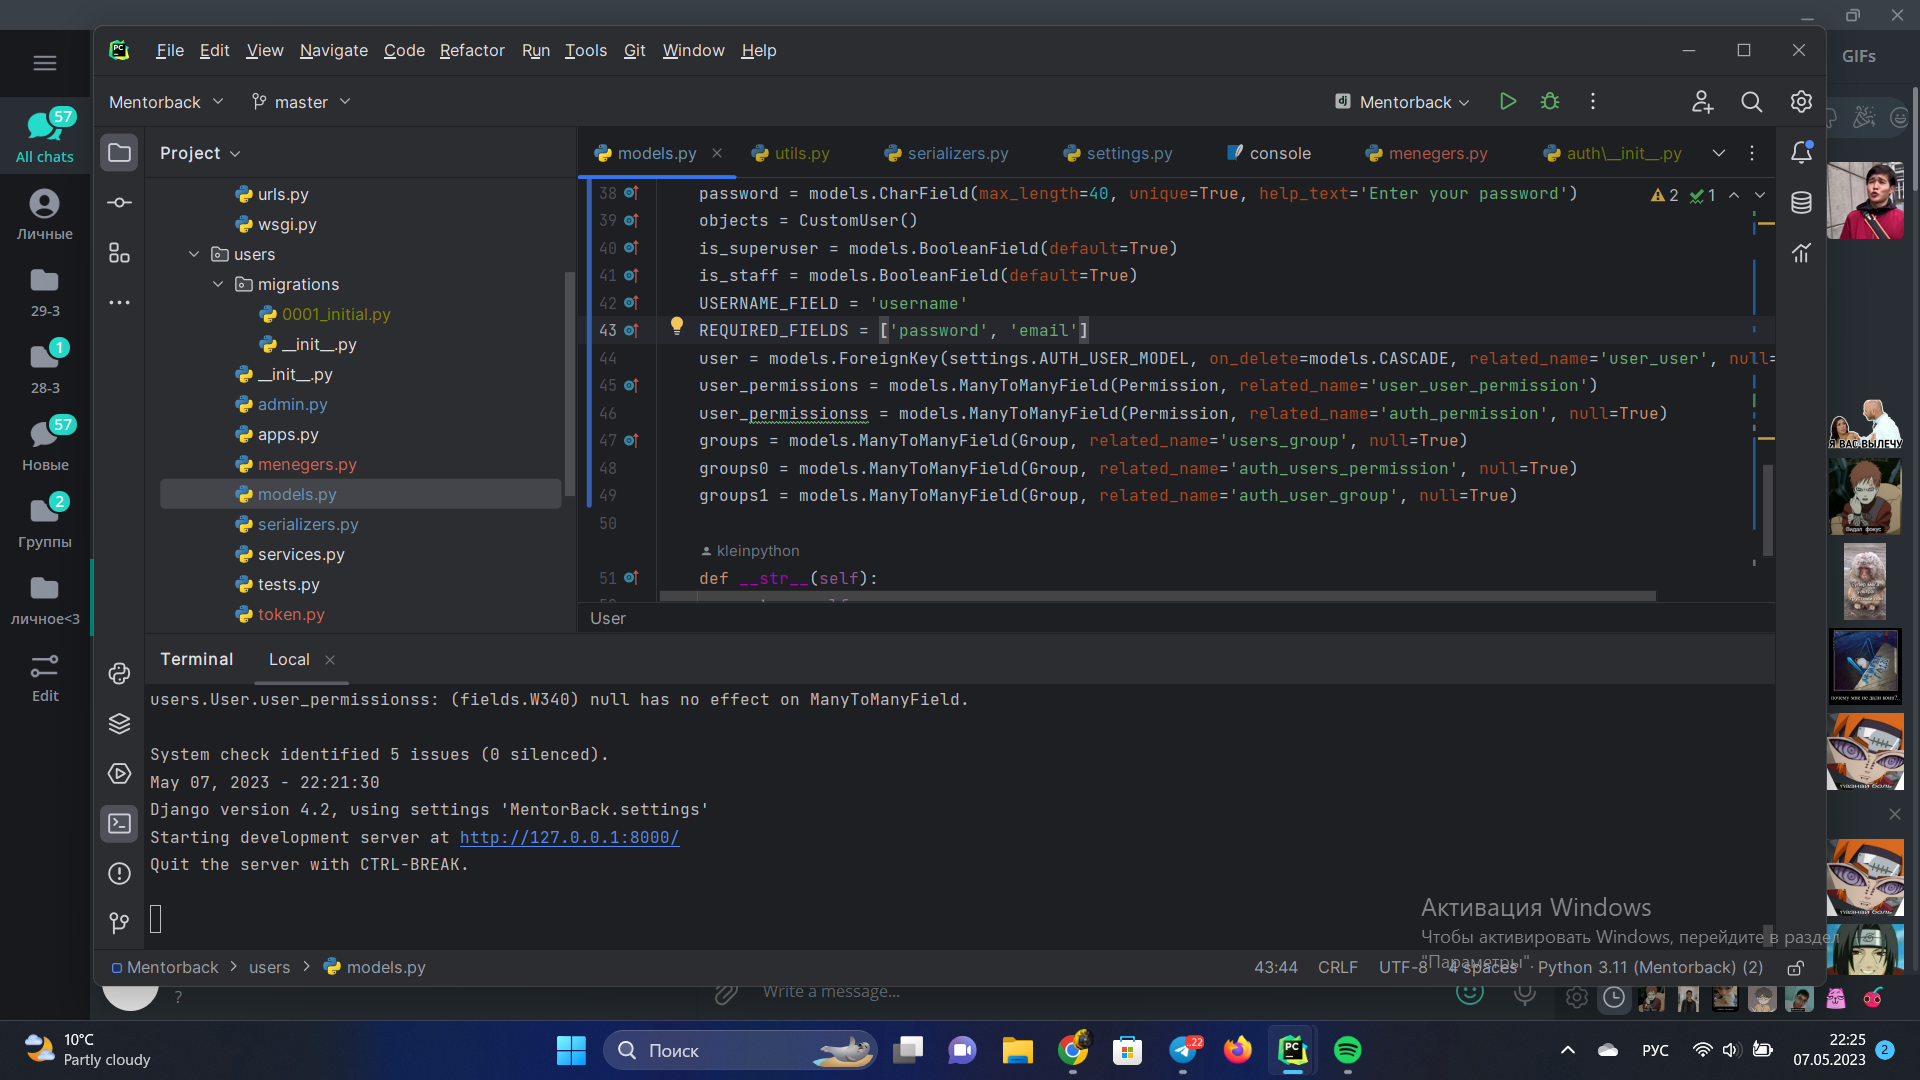 GIFs
File Edit View Navigate Code Refactor Run Tools Git Window Help
Mentorback master Mentorback
57
All chats
Личные
29-3
1
28-3
57
Новые
2
Группы
личное<3
Edit
Project
urls.py
wsgi.py
users
migrations
0001_initial.py
__init__.py
__init__.py
admin.py
apps.py
menegers.py
models.py
serializers.py
services.py
tests.py
token.py
models.py utils.py serializers.py settings.py console menegers.py auth\__init__.py
2 1
38 password = models.CharField(max_length=40, unique=True, help_text='Enter your password')
39 objects = CustomUser()
40 is_superuser = models.BooleanField(default=True)
41 is_staff = models.BooleanField(default=True)
42 USERNAME_FIELD = 'username'
43 REQUIRED_FIELDS = ['password', 'email']
44 user = models.ForeignKey(settings.AUTH_USER_MODEL, on_delete=models.CASCADE, related_name='user_user', null=
45 user_permissions = models.ManyToManyField(Permission, related_name='user_user_permission')
46 user_permissionss = models.ManyToManyField(Permission, related_name='auth_permission', null=True)
47 groups = models.ManyToManyField(Group, related_name='users_group', null=True)
48 groups0 = models.ManyToManyField(Group, related_name='auth_users_permission', null=True)
49 groups1 = models.ManyToManyField(Group, related_name='auth_user_group', null=True)
50
kleinpython
51 def __str__(self):
User
Terminal Local
users.User.user_permissionss: (fields.W340) null has no effect on ManyToManyField.
System check identified 5 issues (0 silenced).
May 07, 2023 - 22:21:30
Django version 4.2, using settings 'MentorBack.settings'
Starting development server at http://127.0.0.1:8000/
Quit the server with CTRL-BREAK.
Активация Windows
Чтобы активировать Windows, перейдите в раздел
"Параметры".
Mentorback users models.py
43:44 CRLF UTF-8 4 spaces Python 3.11 (Mentorback) (2)
?
Write a message...
Я ВАС ВЫЛЕЧУ
10°C
Partly cloudy
Поиск
22
РУС
22:25
07.05.2023
2